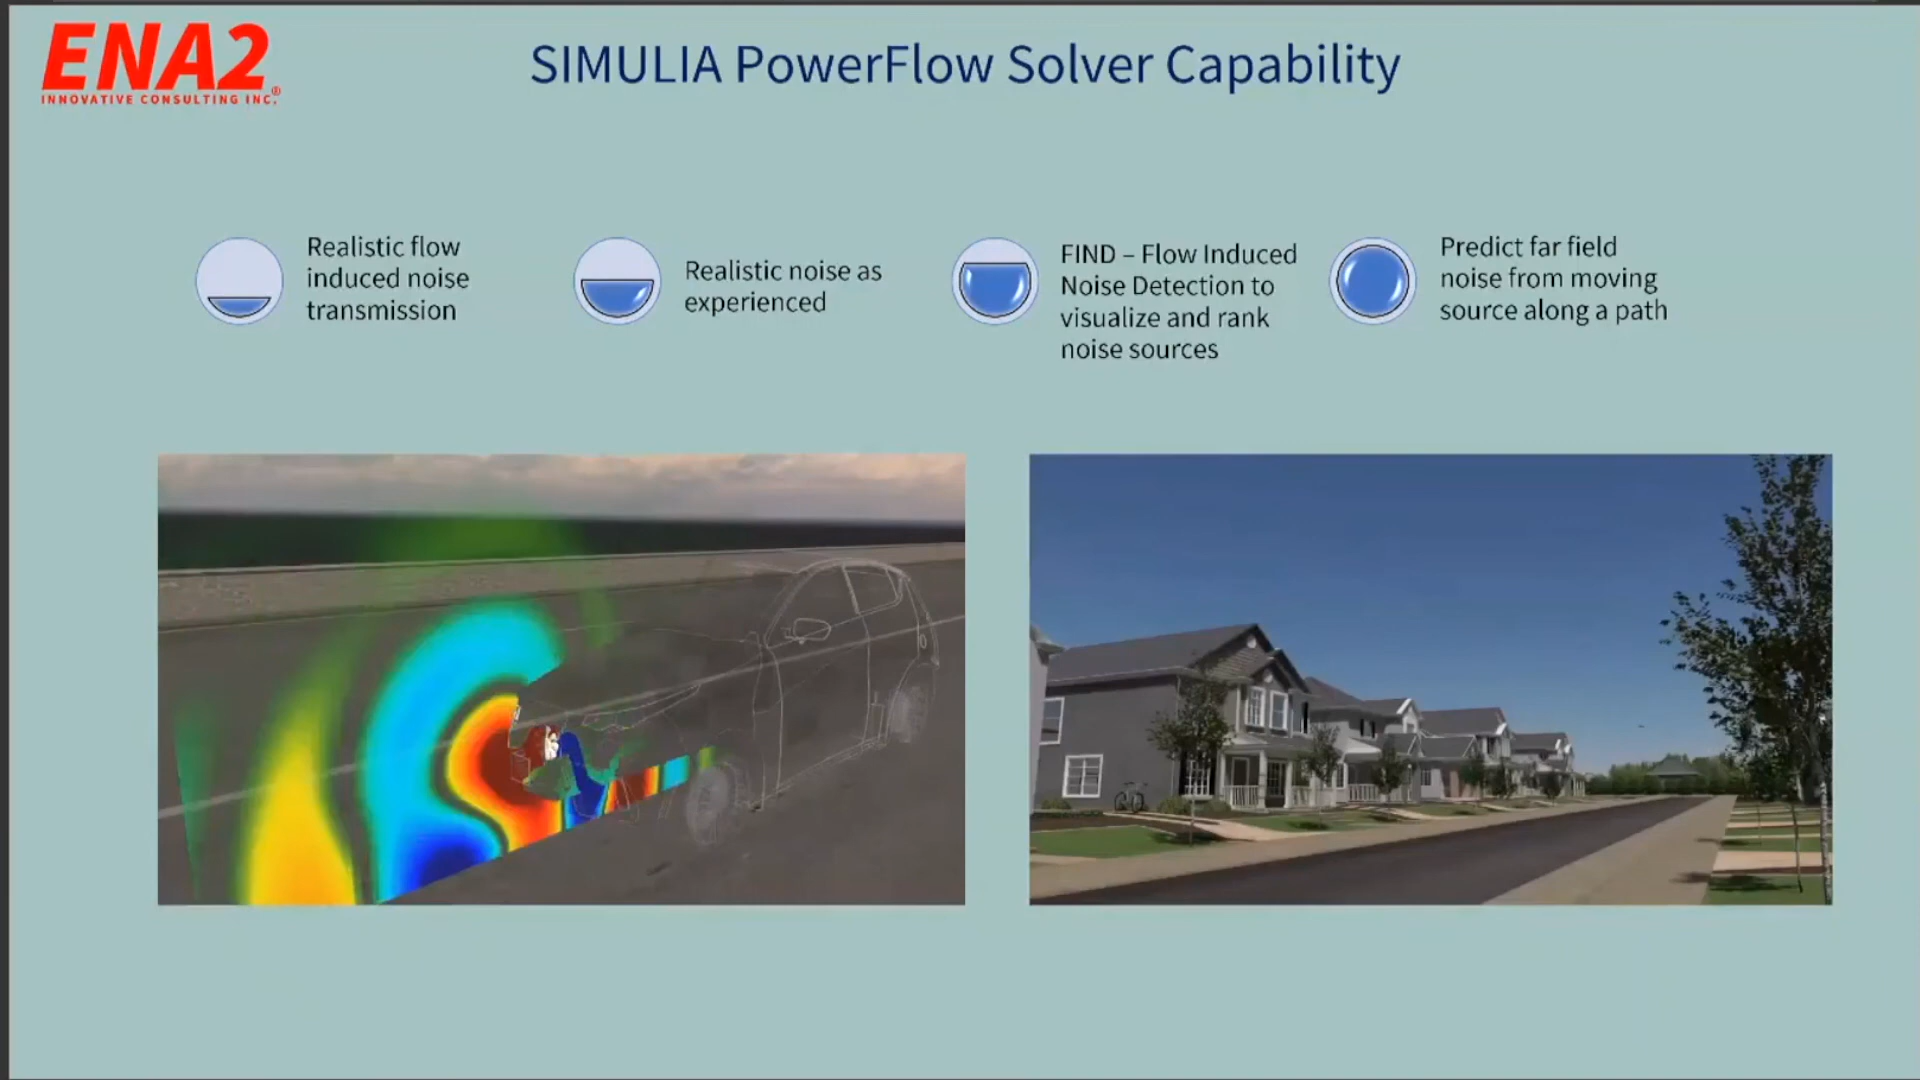 ENA2
INNOVATIVE CONSULTING INC.®
SIMULIA PowerFlow Solver Capability
Realistic flow
induced noise
transmission
Realistic noise as
experienced
FIND – Flow Induced
Noise Detection to
visualize and rank
noise sources
Predict far field
noise from moving
source along a path